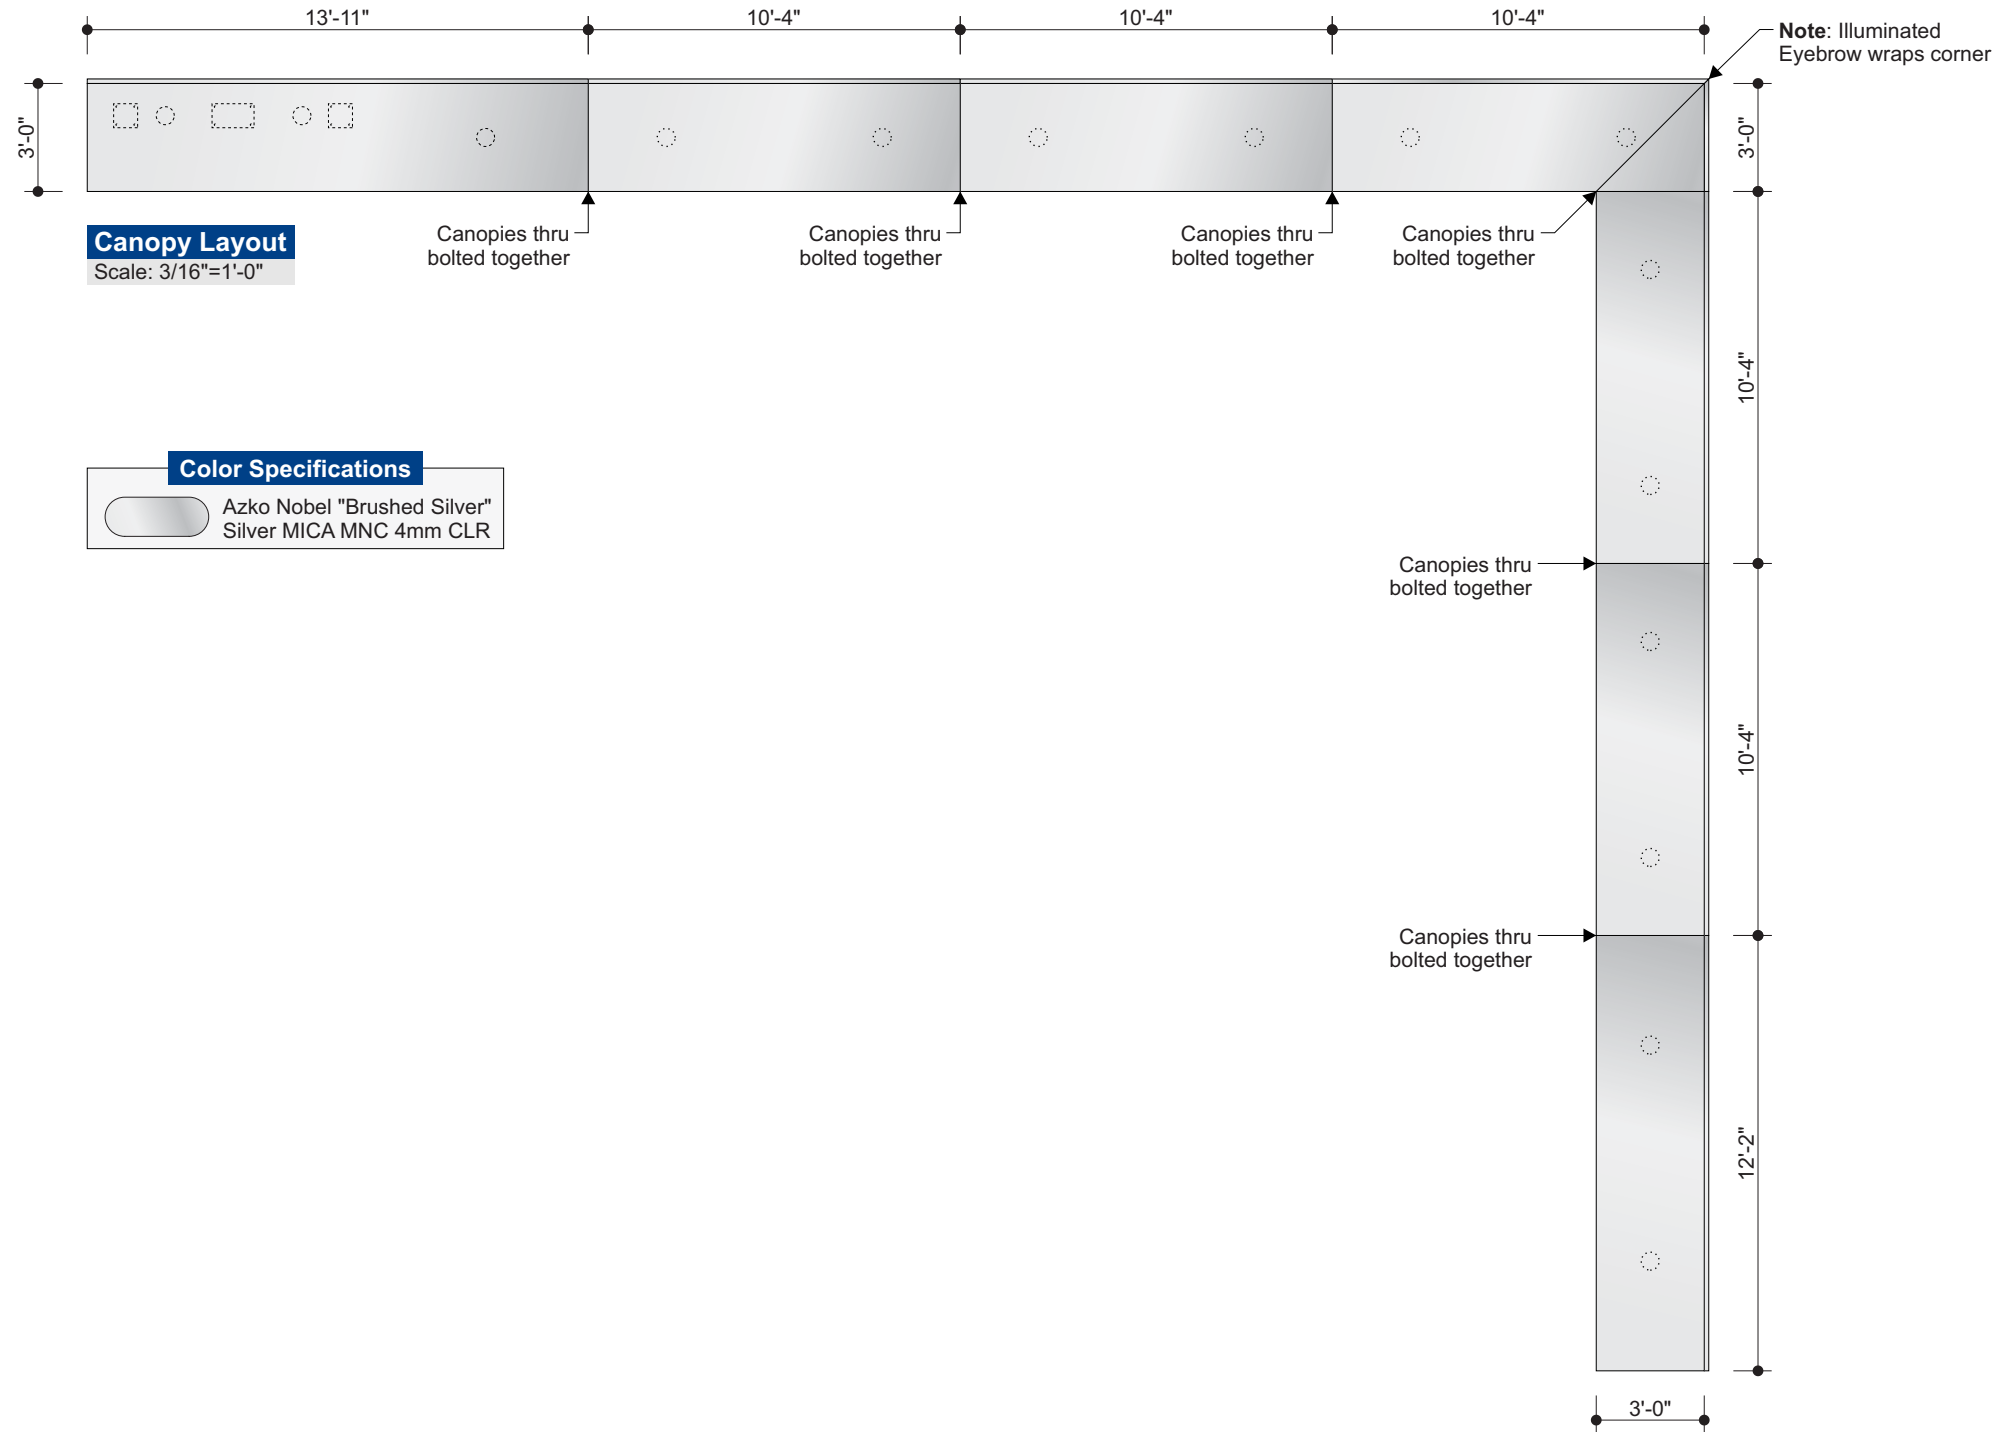 13'-11"
10'-4"
10'-4"
10'-4"
Note: Illuminated
Eyebrow wraps corner
3'-0"
3'-0"
Canopy Layout
Scale: 3/16"=1'-0"
Canopies thru
bolted together
Canopies thru
bolted together
Canopies thru
bolted together
Canopies thru
bolted together
10'-4"
Color Specifications
Azko Nobel "Brushed Silver"
Silver MICA MNC 4mm CLR
Canopies thru
bolted together
10'-4"
Canopies thru
bolted together
12'-2"
3'-0"